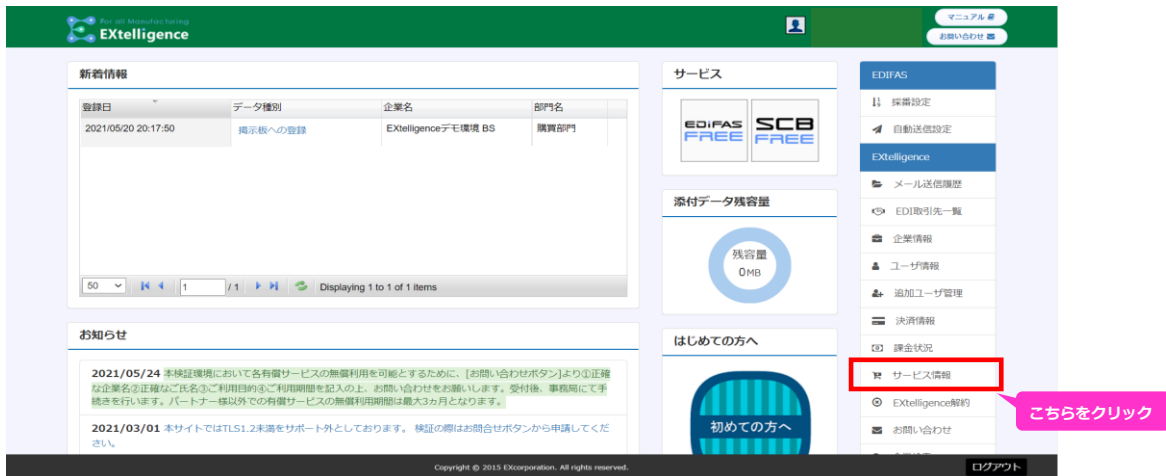 For all Manufacturing
EXtelligence
マニュアル
お問い合わせ
新着情報
登録日 データ種別 企業名 部門名
2021/05/20 20:17:50 掲示板への登録 EXtelligenceデモ環境 BS 購買部門
50 1 / 1 Displaying 1 to 1 of 1 items
お知らせ
2021/05/24 本検証環境において各有償サービスの無償利用を可能とするために、[お問い合わせボタン]より①正確
な企業名②正確なご氏名③ご利用目的④ご利用期間を記入の上、お問い合わせをお願いします。受付後、事務局にて手
続きを行います。パートナー様以外での有償サービスの無償利用期間は最大3ヵ月となります。
2021/03/01 本サイトではTLS1.2未満をサポート外としております。 検証の際はお問合せボタンから申請してくだ
さい。
サービス
EDIFAS
FREE
SCB
FREE
添付データ残容量
残容量
0MB
はじめての方へ
初めての方へ
EDIFAS
採番設定
自動送信設定
EXtelligence
メール送信履歴
EDI取引先一覧
企業情報
ユーザ情報
追加ユーザ管理
決済情報
課金状況
サービス情報
EXtelligence解約
お問い合わせ
こちらをクリック
Copyright © 2015 EXcorporation. All rights reserved.
ログアウト